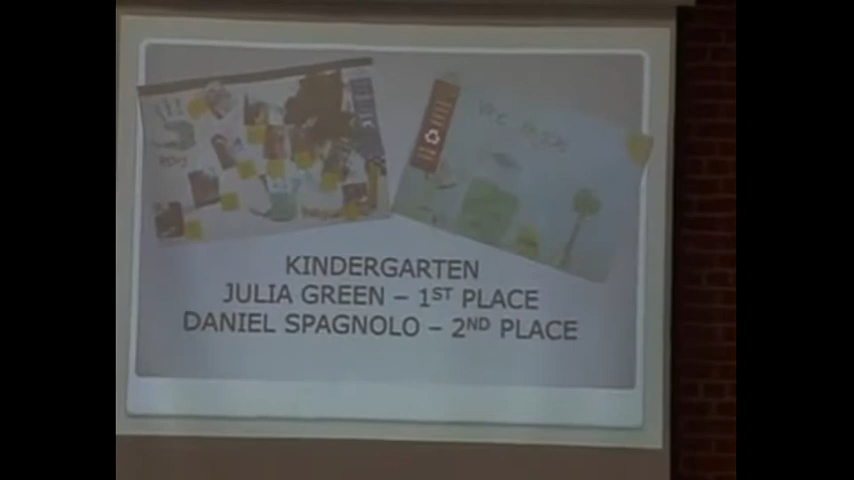 KINDERGARTEN
JULIA GREEN – 1ST PLACE
DANIEL SPAGNOLO – 2ND PLACE